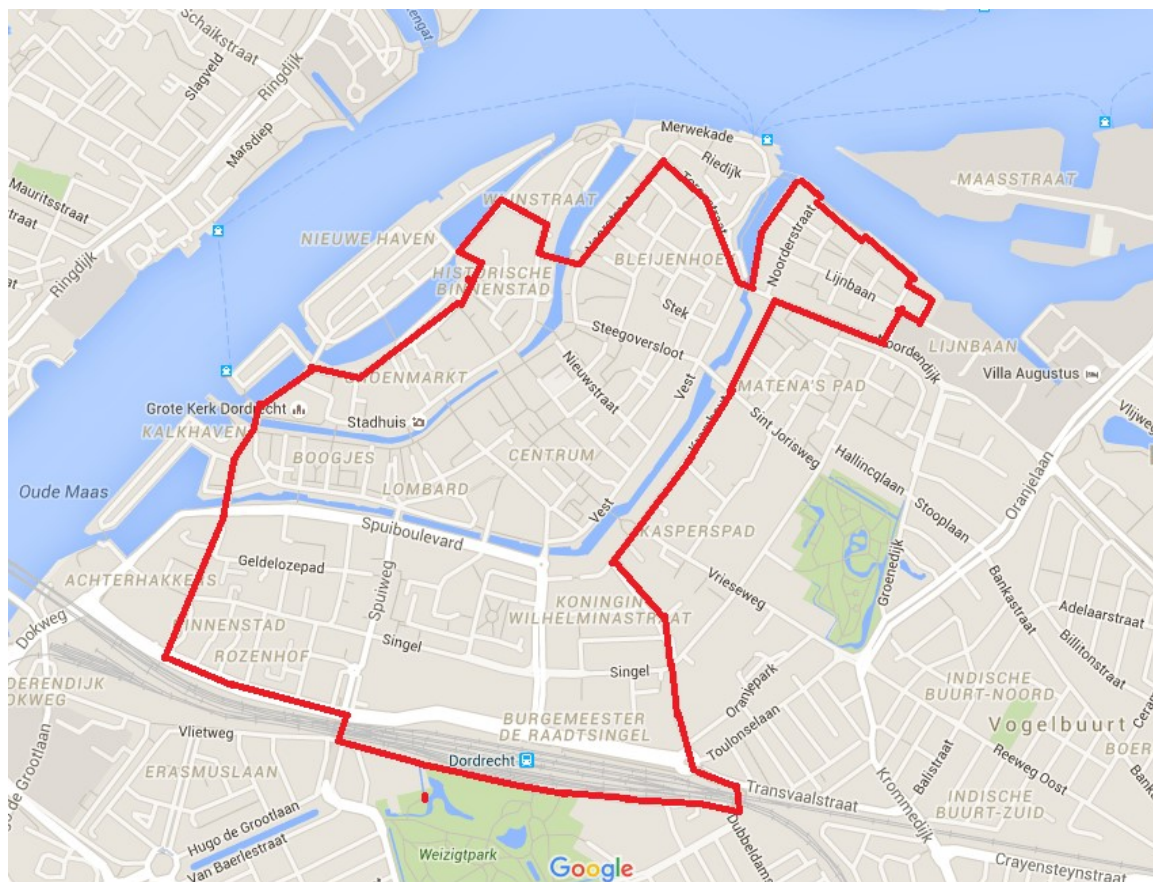 Schaikstraat
Slagveld
Ringdijk
Marsdiep
Mauritsstraat
Ringdijk
Merwekade
Riedijk
MAASSTRAAT
WIJNSTRAAT
NIEUWE HAVEN
Noorderstraat
BLEIJENHOEK
HISTORISCHE
BINNENSTAD
Lijnbaan
Stek
Steegoversloot
Noordendijk
LIJNBAAN
Villa Augustus
Nieuwstraat
Vest
GROENMARKT
MATENA'S PAD
Grote Kerk Dordrecht
Stadhuis
KALKHAVEN
Vlijweg
Sint Jorisweg
BOOGJES
CENTRUM
Hallincqlaan
LOMBARD
Oranjelaan
Oude Maas
Stooplaan
Vest
Spuiboulevard
KASPERSPAD
Groenedijk
Geldelozepad
Spuiweg
ACHTERHAKKERS
Vrieseweg
Bankastraat
Adelaarstraat
Dokweg
KONINGIN
WILHELMINASTRAAT
BINNENSTAD
Billitonstraat
Singel
ROZENHOF
Singel
Oranjepark
INDISCHE
BUURT-NOORD
Vogelbuurt
BURGEMEESTER
DE RAADTSINGEL
Vlietweg
Toulonselaan
Dordrecht
Balistraat
Reeweg Oost
ERASMUSLAAN
Transvaalstraat
Krommedijk
INDISCHE
BUURT-ZUID
Hugo de Grootlaan
Van Baerlestraat
Weizigtpark
Crayensteynstraat
Google